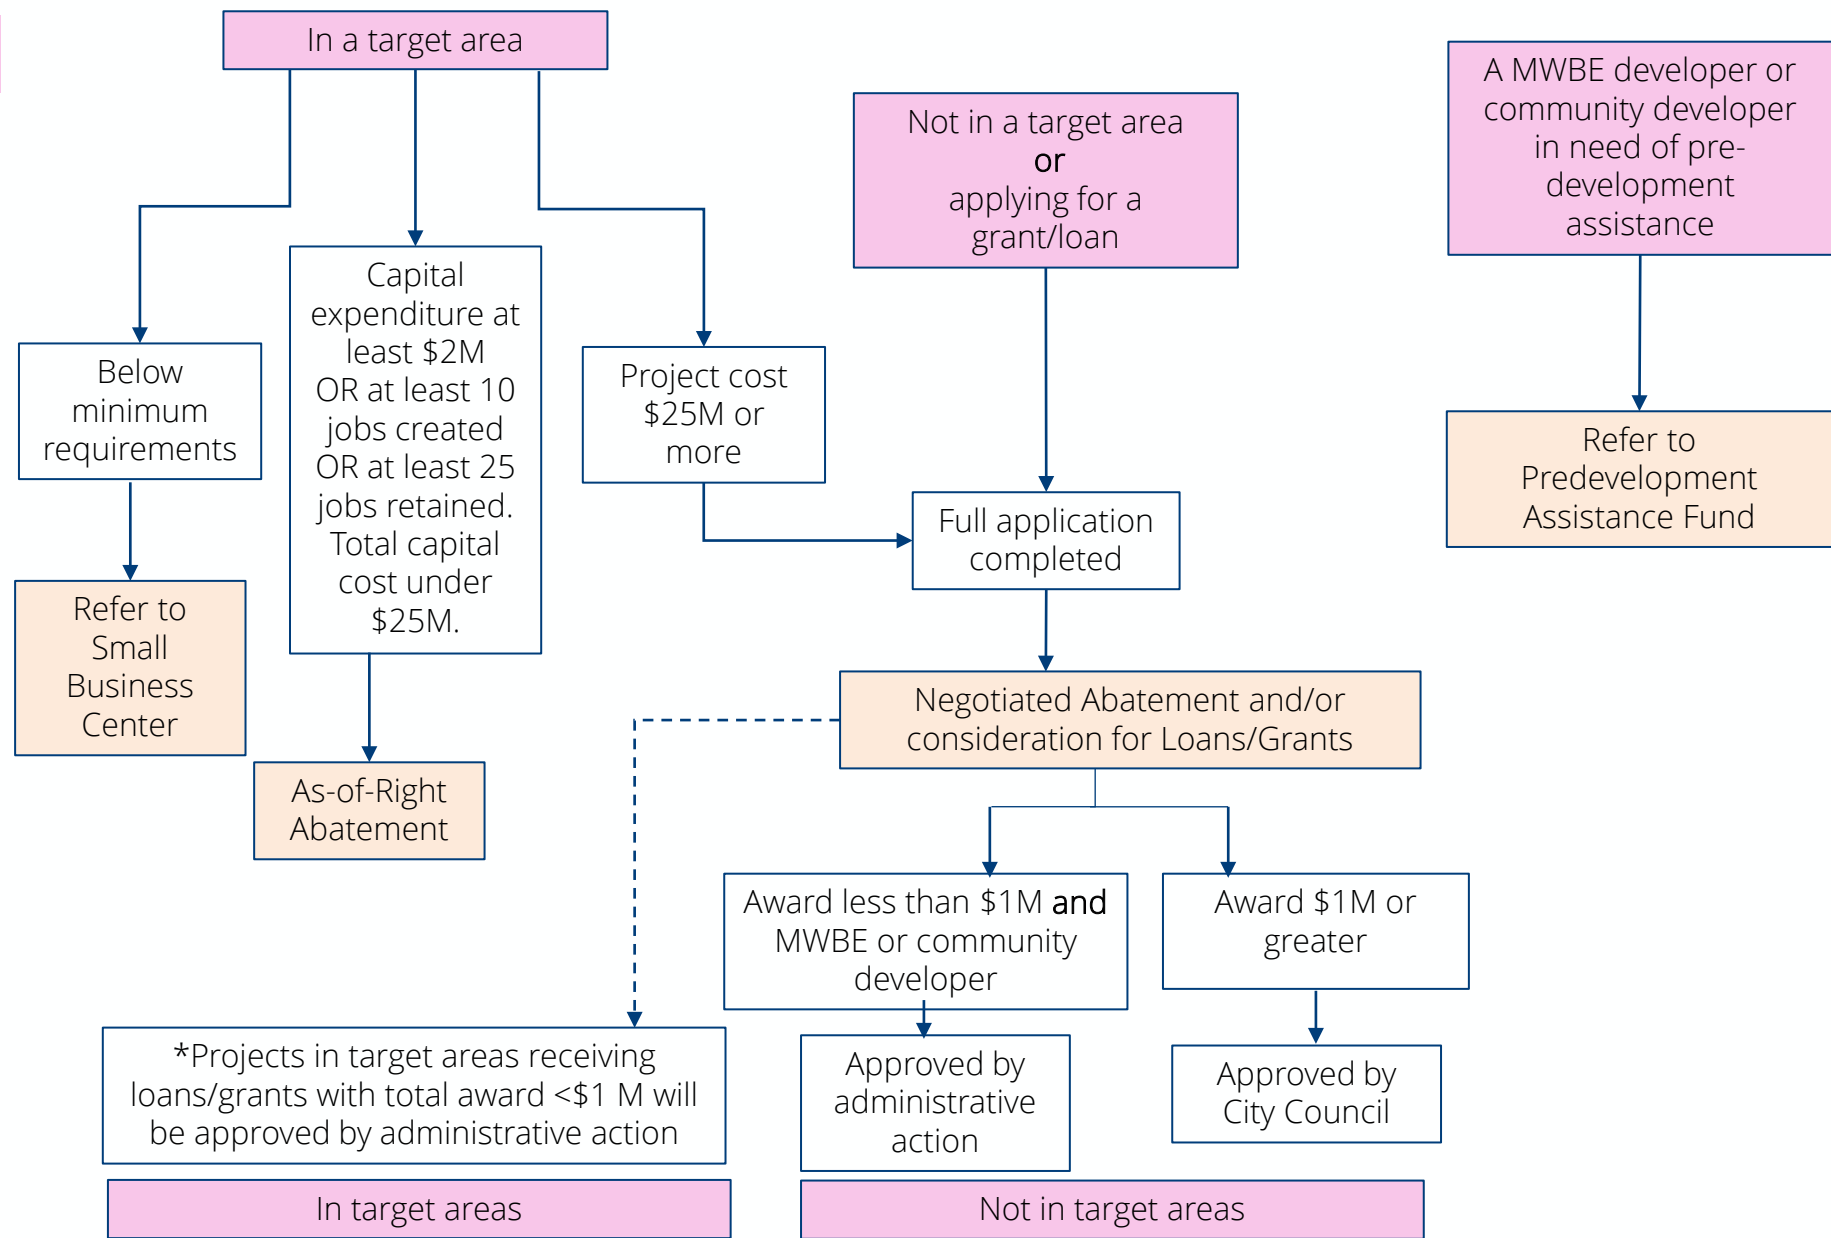 In a target area
Not in a target area
or
applying for a
grant/loan
A MWBE developer or
community developer
in need of pre-
development
assistance
Below
minimum
requirements
Capital
expenditure at
least $2M
OR at least 10
jobs created
OR at least 25
jobs retained.
Total capital
cost under
$25M.
Project cost
$25M or
more
Full application
completed
Refer to
Predevelopment
Assistance Fund
Refer to
Small
Business
Center
As-of-Right
Abatement
Negotiated Abatement and/or
consideration for Loans/Grants
Award less than $1M and
MWBE or community
developer
Award $1M or
greater
*Projects in target areas receiving
loans/grants with total award <$1 M will
be approved by administrative action
Approved by
administrative
action
Approved by
City Council
In target areas
Not in target areas